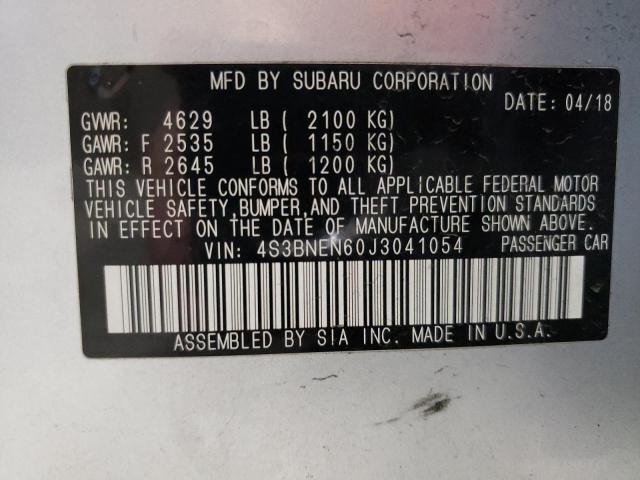 MFD BY SUBARU CORPORATION
DATE: 04/18
GVWR: 4629 LB ( 2100 KG)
GAWR: F 2535 LB ( 1150 KG)
GAWR: R 2645 LB ( 1200 KG)
THIS VEHICLE CONFORMS TO ALL APPLICABLE FEDERAL MOTOR
VEHICLE SAFETY,BUMPER,AND THEFT PREVENTION STANDARDS
IN EFFECT ON THE DATE OF MANUFACTURE SHOWN ABOVE.
VIN: 4S3BNEN60J3041054 PASSENGER CAR
ASSEMBLED BY SIA INC. MADE IN U.S.A.